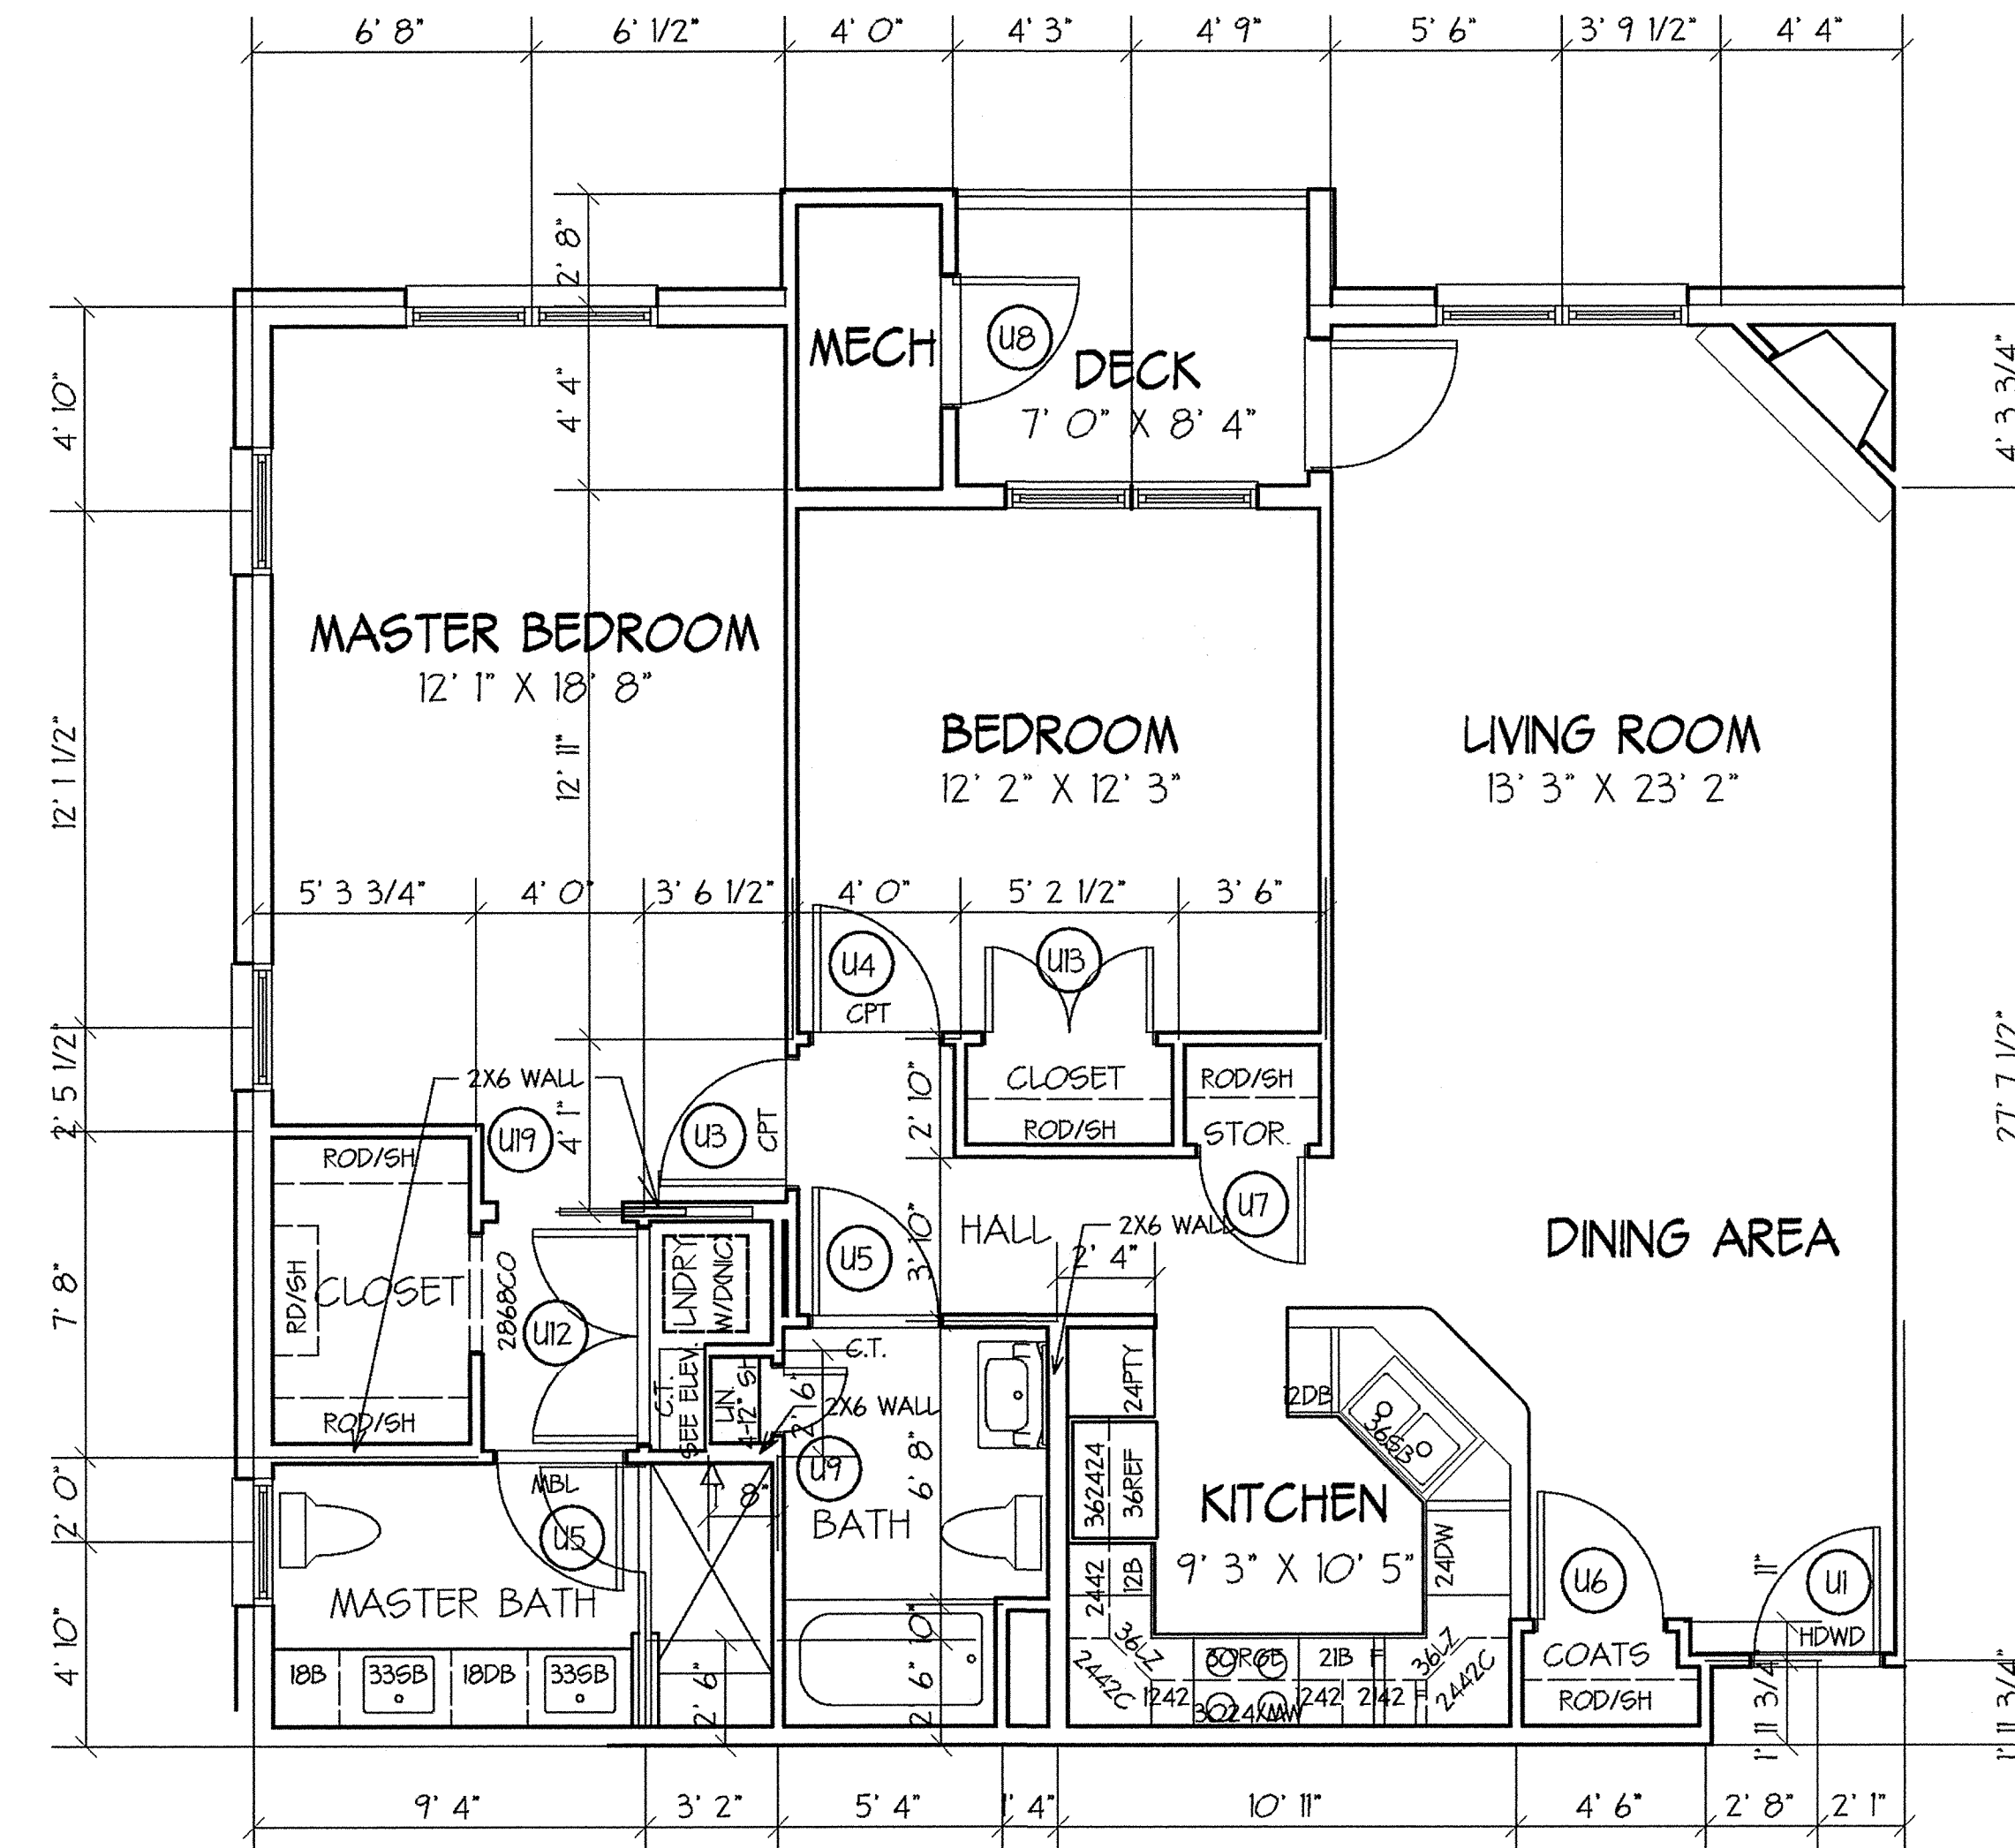 6' 8" 6' 1/2" 4' 0" 4' 3" 4' 9" 5' 6" 3' 9 1/2" 4' 4"
2' 8"
MECH
U8
DECK
7' 0" X 8' 4"
4' 10"
4' 4"
4' 3 3/4"
MASTER BEDROOM
12' 1" X 18' 8"
BEDROOM
12' 2" X 12' 3"
LIVING ROOM
13' 3" X 23' 2"
12' 1 1/2"
12' 11"
5' 3 3/4" 4' 0" 3' 6 1/2" 4' 0" 5' 2 1/2" 3' 6"
U4
CPT
U13
2' 5 1/2"
2X6 WALL
CLOSET
ROD/SH
ROD/SH
STOR.
27' 7 1/2"
U19
4' 1"
U3
CPT
2' 10"
ROD/SH
U7
HALL
2X6 WALL
2' 4"
3' 10"
U5
DINING AREA
7' 8"
RD/SH
CLOSET
2868CO
U12
LNDRY
W/D(NIC)
C.T.
SEE ELEV.
LIN
4-12" SH
C.T.
2' 6"
2X6 WALL
ROD/SH
24PTY
12DB
36SB
U9
6' 8"
BATH
362424
36REF
KITCHEN
9' 3" X 10' 5"
24DW
2' 0"
MBL
U5
8"
MASTER BATH
2442
12B
U6
11"
U1
HDWD
4' 10"
18B 33SB 18DB 33SB
2' 6"
10"
2' 6"
36LZ
2442C
30RGE
21B F
36LZ
2442C
1242
3024XMW
242
2142 F
COATS
ROD/SH
1' 11 3/4"
1' 11 3/4"
9' 4" 3' 2" 5' 4" 1' 4" 10' 11" 4' 6" 2' 8" 2' 1"